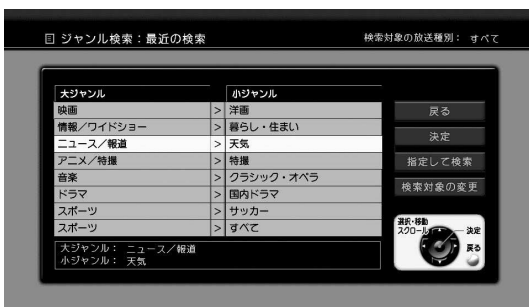 ジャンル検索：最近の検索
検索対象の放送種別： すべて
大ジャンル 小ジャンル
映画 > 洋画
情報／ワイドショー > 暮らし・住まい
ニュース／報道 > 天気
アニメ／特撮 > 特撮
音楽 > クラシック・オペラ
ドラマ > 国内ドラマ
スポーツ > サッカー
スポーツ > すべて
大ジャンル： ニュース／報道
小ジャンル： 天気
戻る
決定
指定して検索
検索対象の変更
選択・移動
スクロール 決定
戻る